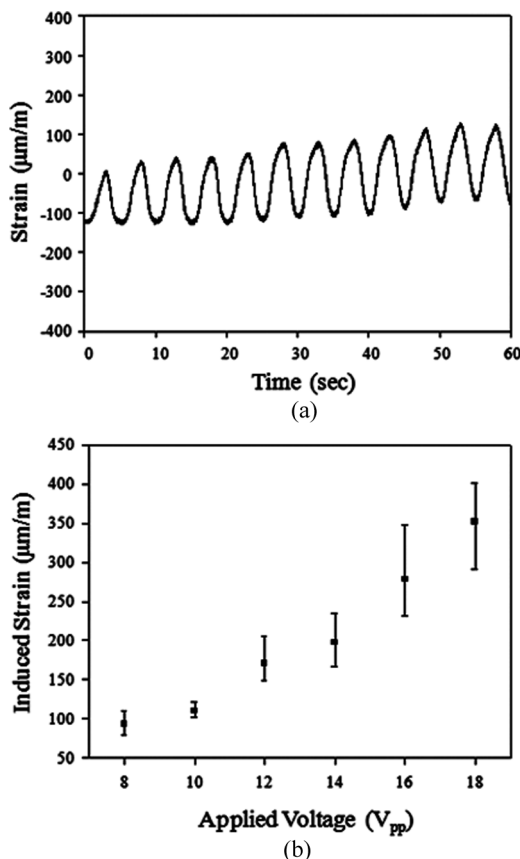 400
300
200
100
0
-100
-200
-300
-400
Strain (µm/m)
0 10 20 30 40 50 60
Time (sec)
(a)
450
400
350
300
250
200
150
100
50
Induced Strain (µm/m)
8 10 12 14 16 18
Applied Voltage (Vpp)
(b)